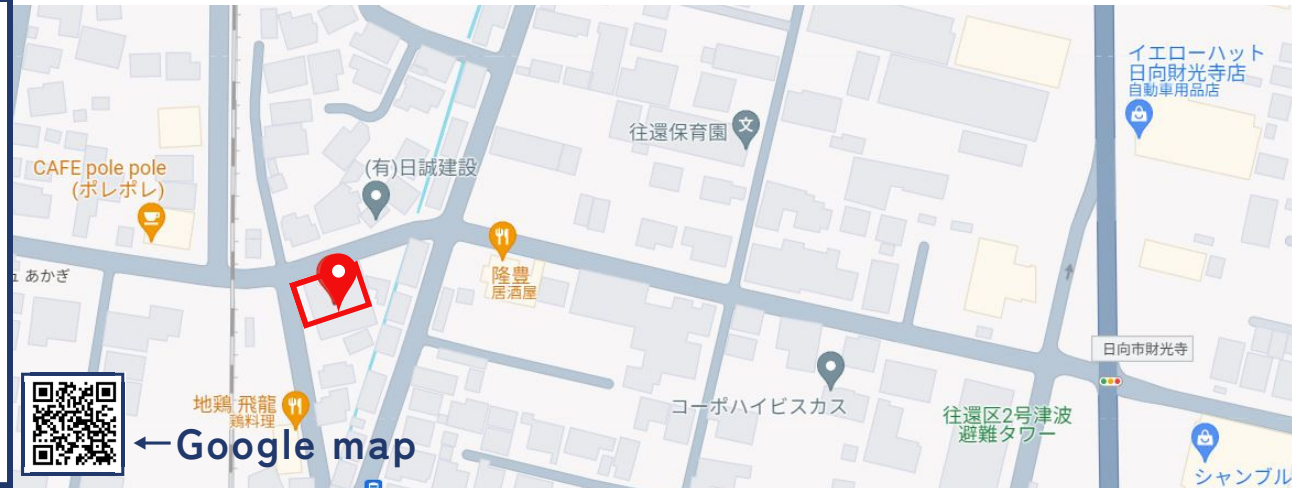 イエローハット
日向財光寺店
自動車用品店
往還保育園
文
CAFE pole pole
(ポレポレ)
(有)日誠建設
あかぎ
隆豊
居酒屋
日向市財光寺
地鶏 飛龍
鶏料理
コーポハイビスカス
往還区2号津波
避難タワー
シャンブル
←Google map